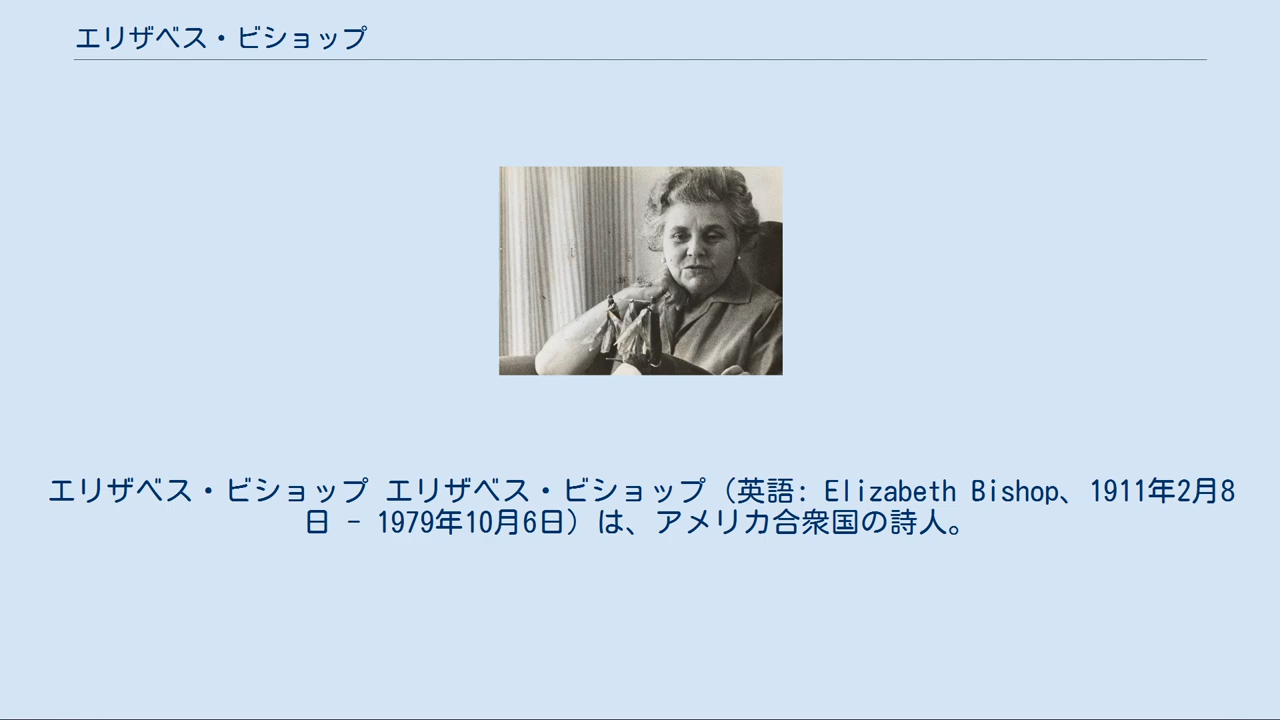 エリザベス・ビショップ
エリザベス・ビショップ エリザベス・ビショップ（英語: Elizabeth Bishop、1911年2月8
日 - 1979年10月6日）は、アメリカ合衆国の詩人。